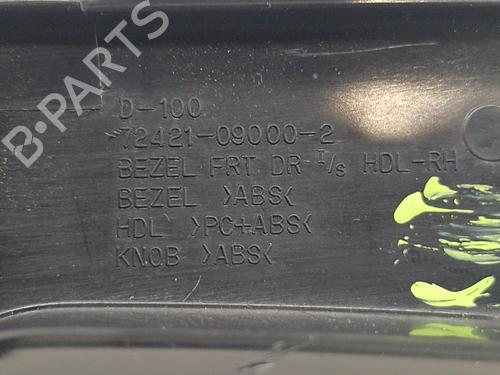 B-PARTS
D-100
72421-09000-2
BEZEL FRT DR I/S HDL-RH
BEZEL >ABS<
HDL >PC+ABS<
KNOB >ABS<